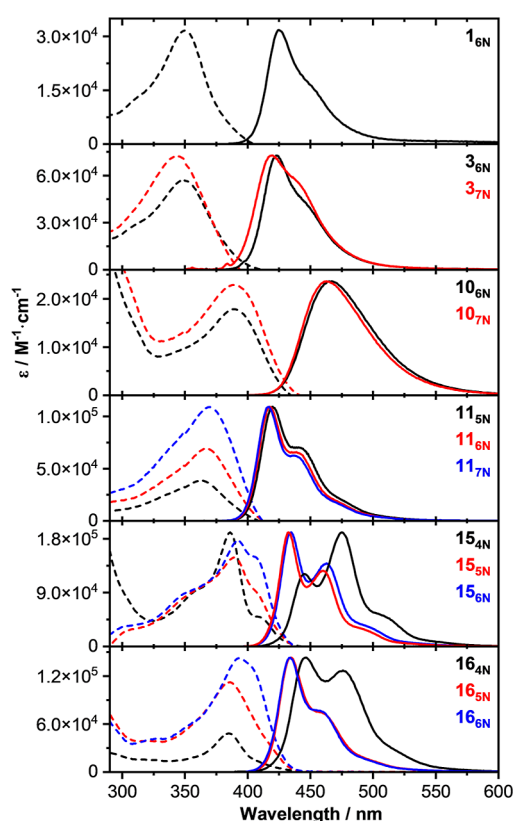 3.0×10⁴
1.5×10⁴
0
1₆N
6.0×10⁴
3.0×10⁴
0
3₆N
3₇N
2.0×10⁴
1.0×10⁴
0
10₆N
10₇N
ε / M⁻¹·cm⁻¹
1.0×10⁵
5.0×10⁴
0
11₅N
11₆N
11₇N
1.8×10⁵
9.0×10⁴
0
15₄N
15₅N
15₆N
1.2×10⁵
6.0×10⁴
0
16₄N
16₅N
16₆N
300 350 400 450 500 550 600
Wavelength / nm